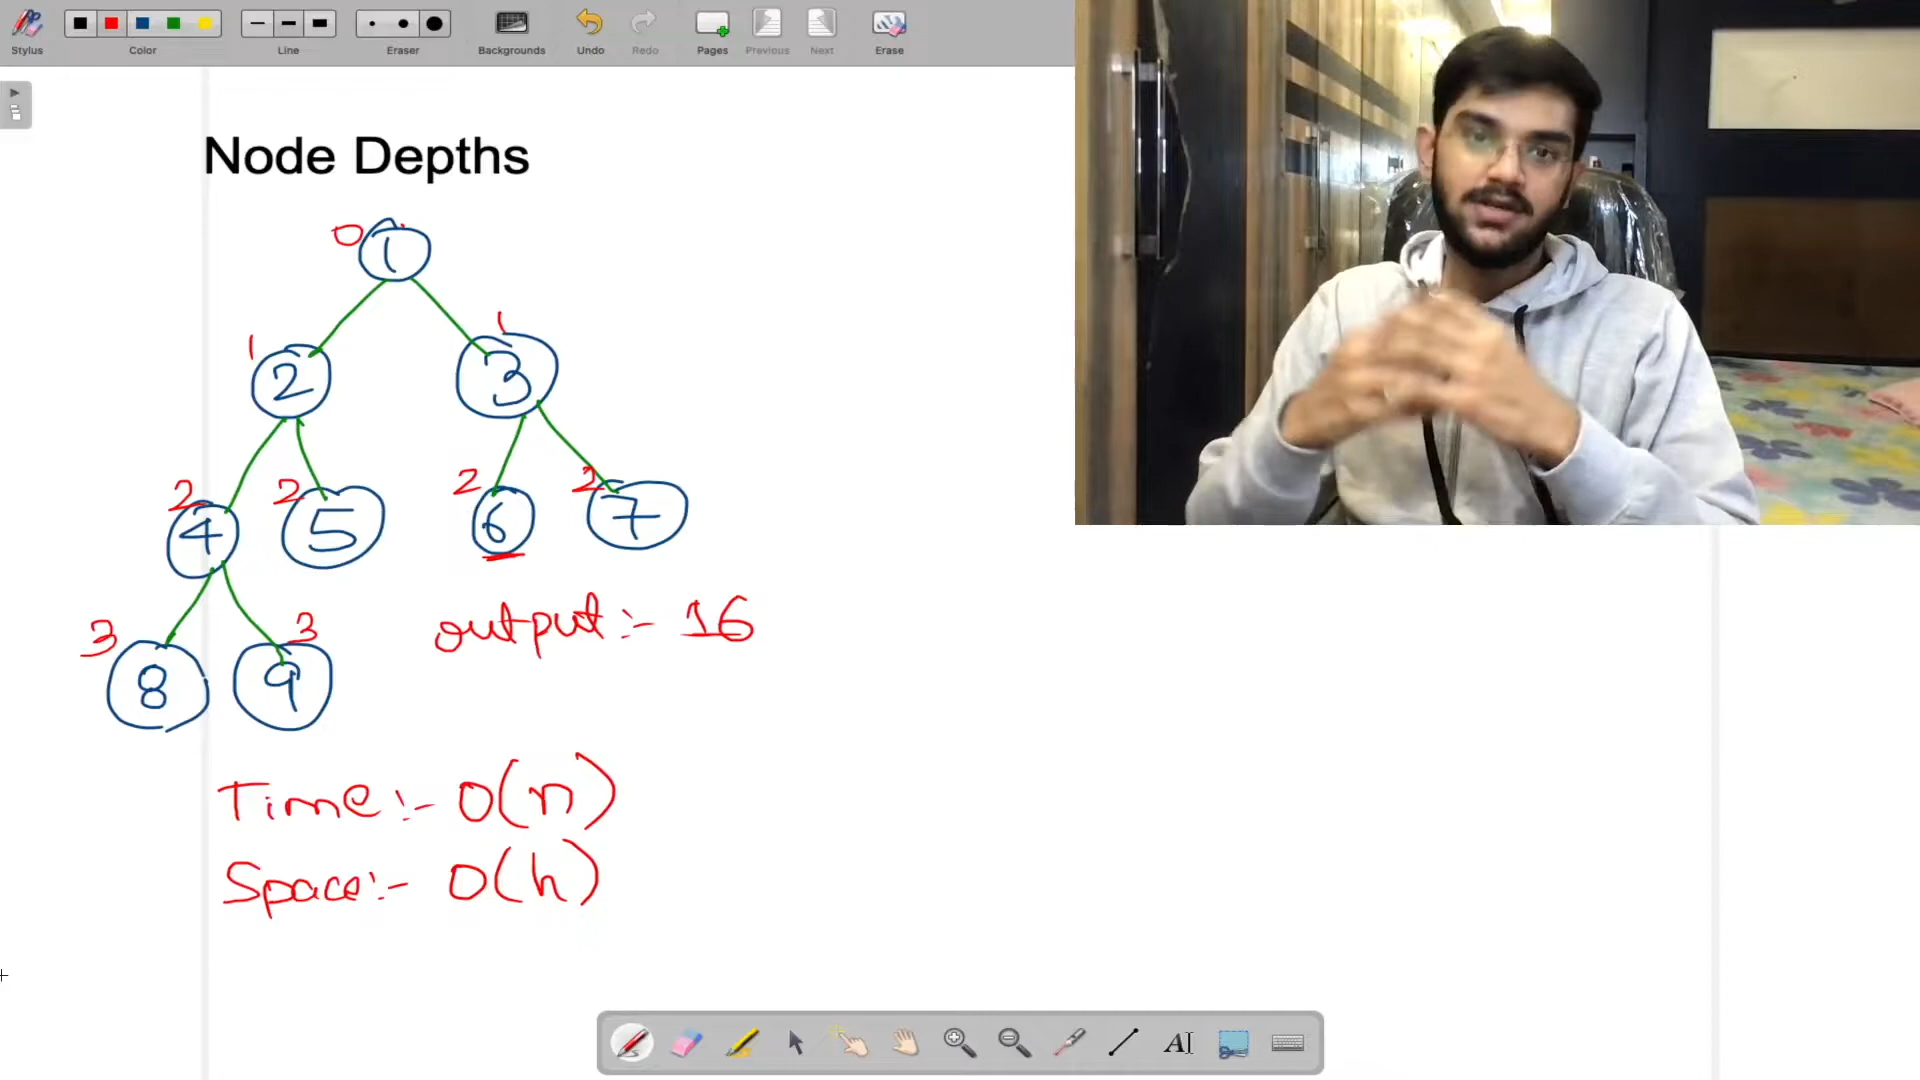 Stylus Color Line Eraser Backgrounds Undo Redo Pages Previous Next Erase
Node Depths
0 1
1 2 1 3
2 4 2 5 2 6 2 7
3 8 3 9
output :- 16
Time :- O(n)
Space :- O(h)
AI